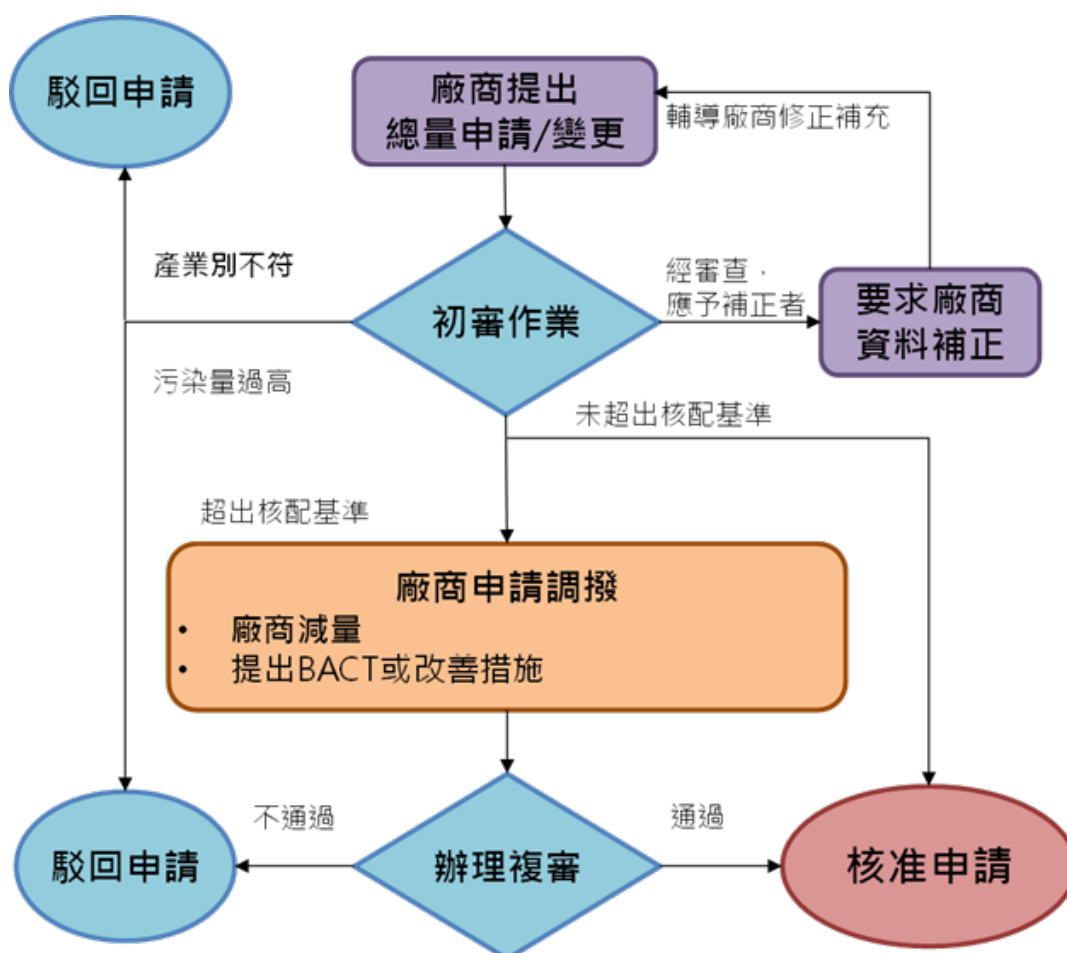 駁回申請
廠商提出
總量申請/變更
輔導廠商修正補充
產業別不符
初審作業
經審查，
應予補正者
要求廠商
資料補正
污染量過高
未超出核配基準
超出核配基準
廠商申請調撥
• 廠商減量
• 提出BACT或改善措施
不通過
通過
駁回申請
辦理複審
核准申請